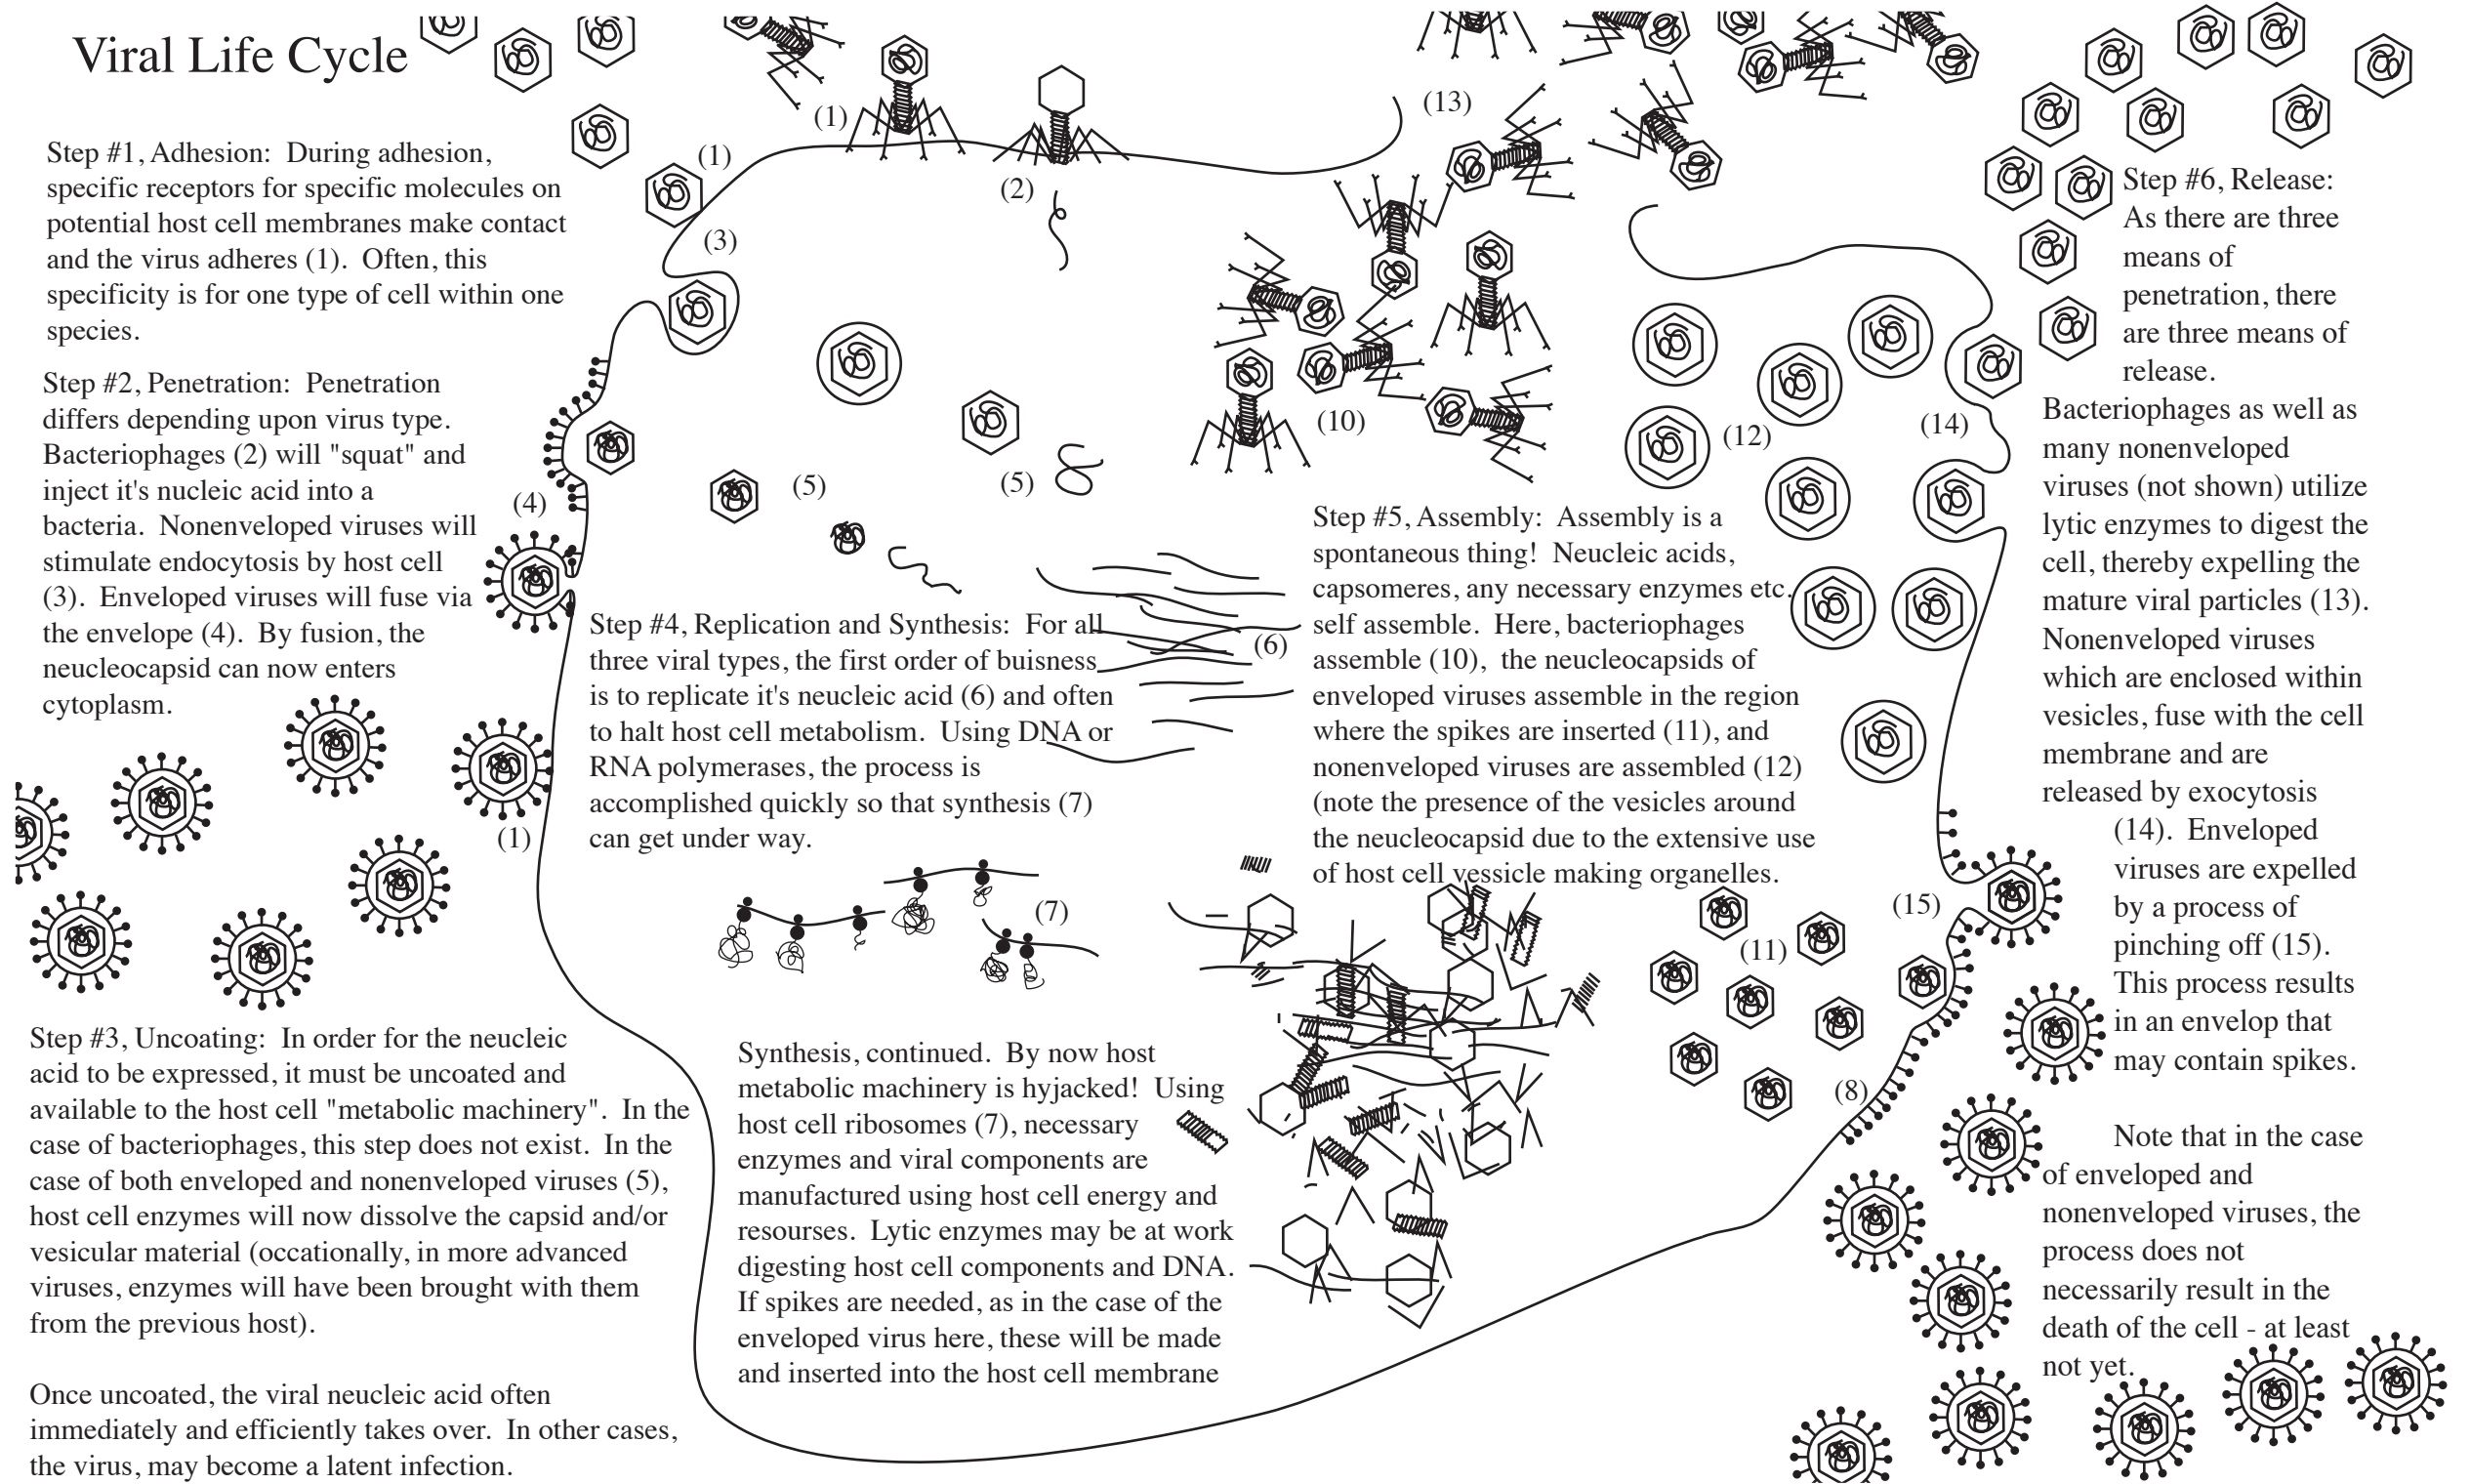 Viral Life Cycle
Step #1, Adhesion:  During adhesion,
specific receptors for specific molecules on
potential host cell membranes make contact
and the virus adheres (1).  Often, this
specificity is for one type of cell within one
species.
Step #2, Penetration:  Penetration
differs depending upon virus type.
Bacteriophages (2) will "squat" and
inject it's nucleic acid into a
bacteria.  Nonenveloped viruses will
stimulate endocytosis by host cell
(3).  Enveloped viruses will fuse via
the envelope (4).  By fusion, the
neucleocapsid can now enters
cytoplasm.
Step #3, Uncoating:  In order for the neucleic
acid to be expressed, it must be uncoated and
available to the host cell "metabolic machinery".  In the
case of bacteriophages, this step does not exist.  In the
case of both enveloped and nonenveloped viruses (5),
host cell enzymes will now dissolve the capsid and/or
vesicular material (occationally, in more advanced
viruses, enzymes will have been brought with them
from the previous host).
Once uncoated, the viral neucleic acid often
immediately and efficiently takes over.  In other cases,
the virus, may become a latent infection.
(1)
(1)
(2)
(3)
(4)
(5)
(5)
(1)
Step #4, Replication and Synthesis:  For all
three viral types, the first order of buisness
is to replicate it's neucleic acid (6) and often
to halt host cell metabolism.  Using DNA or
RNA polymerases, the process is
accomplished quickly so that synthesis (7)
can get under way.
(6)
(7)
Synthesis, continued.  By now host
metabolic machinery is hyjacked!  Using
host cell ribosomes (7), necessary
enzymes and viral components are
manufactured using host cell energy and
resourses.  Lytic enzymes may be at work
digesting host cell components and DNA.
If spikes are needed, as in the case of the
enveloped virus here, these will be made
and inserted into the host cell membrane
(13)
(10)
(12)
(14)
Step #5, Assembly:  Assembly is a
spontaneous thing!  Neucleic acids,
capsomeres, any necessary enzymes etc.
self assemble.  Here, bacteriophages
assemble (10),  the neucleocapsids of
enveloped viruses assemble in the region
where the spikes are inserted (11), and
nonenveloped viruses are assembled (12)
(note the presence of the vesicles around
the neucleocapsid due to the extensive use
of host cell vessicle making organelles.
(15)
(11)
(8)
Step #6, Release:
As there are three
means of
penetration, there
are three means of
release.
Bacteriophages as well as
many nonenveloped
viruses (not shown) utilize
lytic enzymes to digest the
cell, thereby expelling the
mature viral particles (13).
Nonenveloped viruses
which are enclosed within
vesicles, fuse with the cell
membrane and are
released by exocytosis
(14).  Enveloped
viruses are expelled
by a process of
pinching off (15).
This process results
in an envelop that
may contain spikes.
Note that in the case
of enveloped and
nonenveloped viruses, the
process does not
necessarily result in the
death of the cell - at least
not yet.